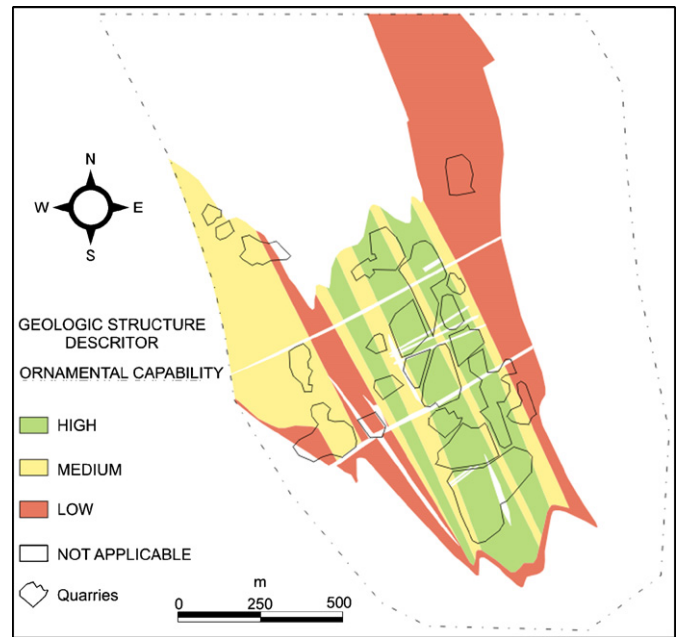 N
W E
S
GEOLOGIC STRUCTURE
DESCRITOR
ORNAMENTAL CAPABILITY
HIGH
MEDIUM
LOW
NOT APPLICABLE
Quarries
m
0 250 500